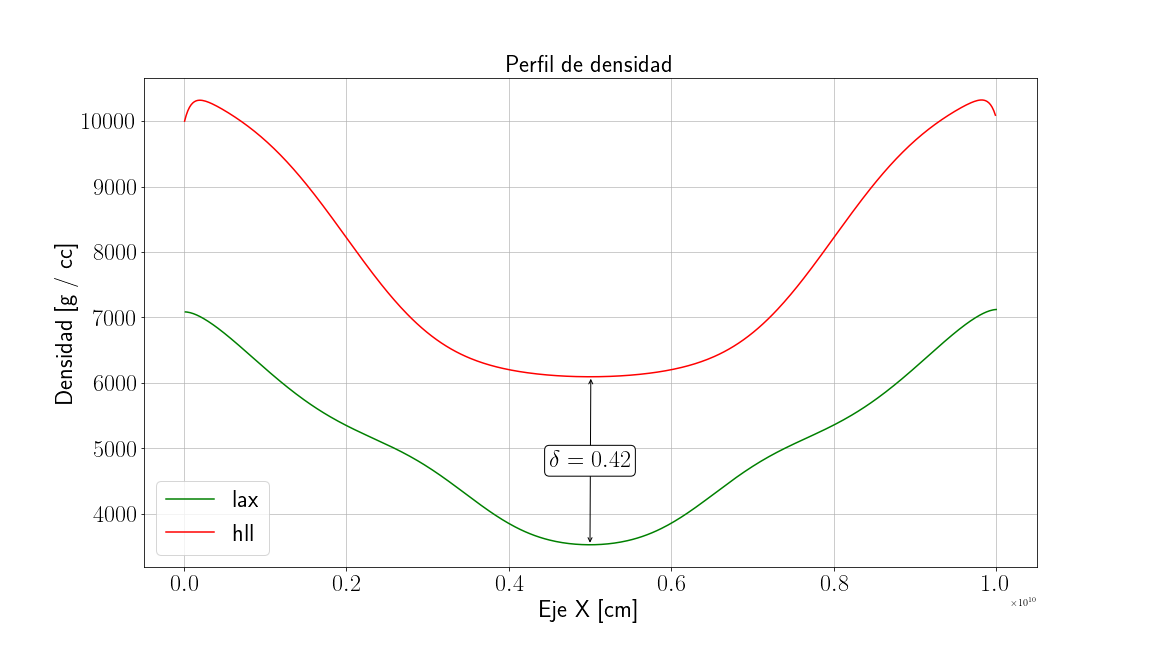 Perfil de densidad
10000
9000
8000
7000
6000
5000
4000
Densidad [g / cc]
δ = 0.42
lax
hll
0.0 0.2 0.4 0.6 0.8 1.0
×10¹⁰
Eje X [cm]